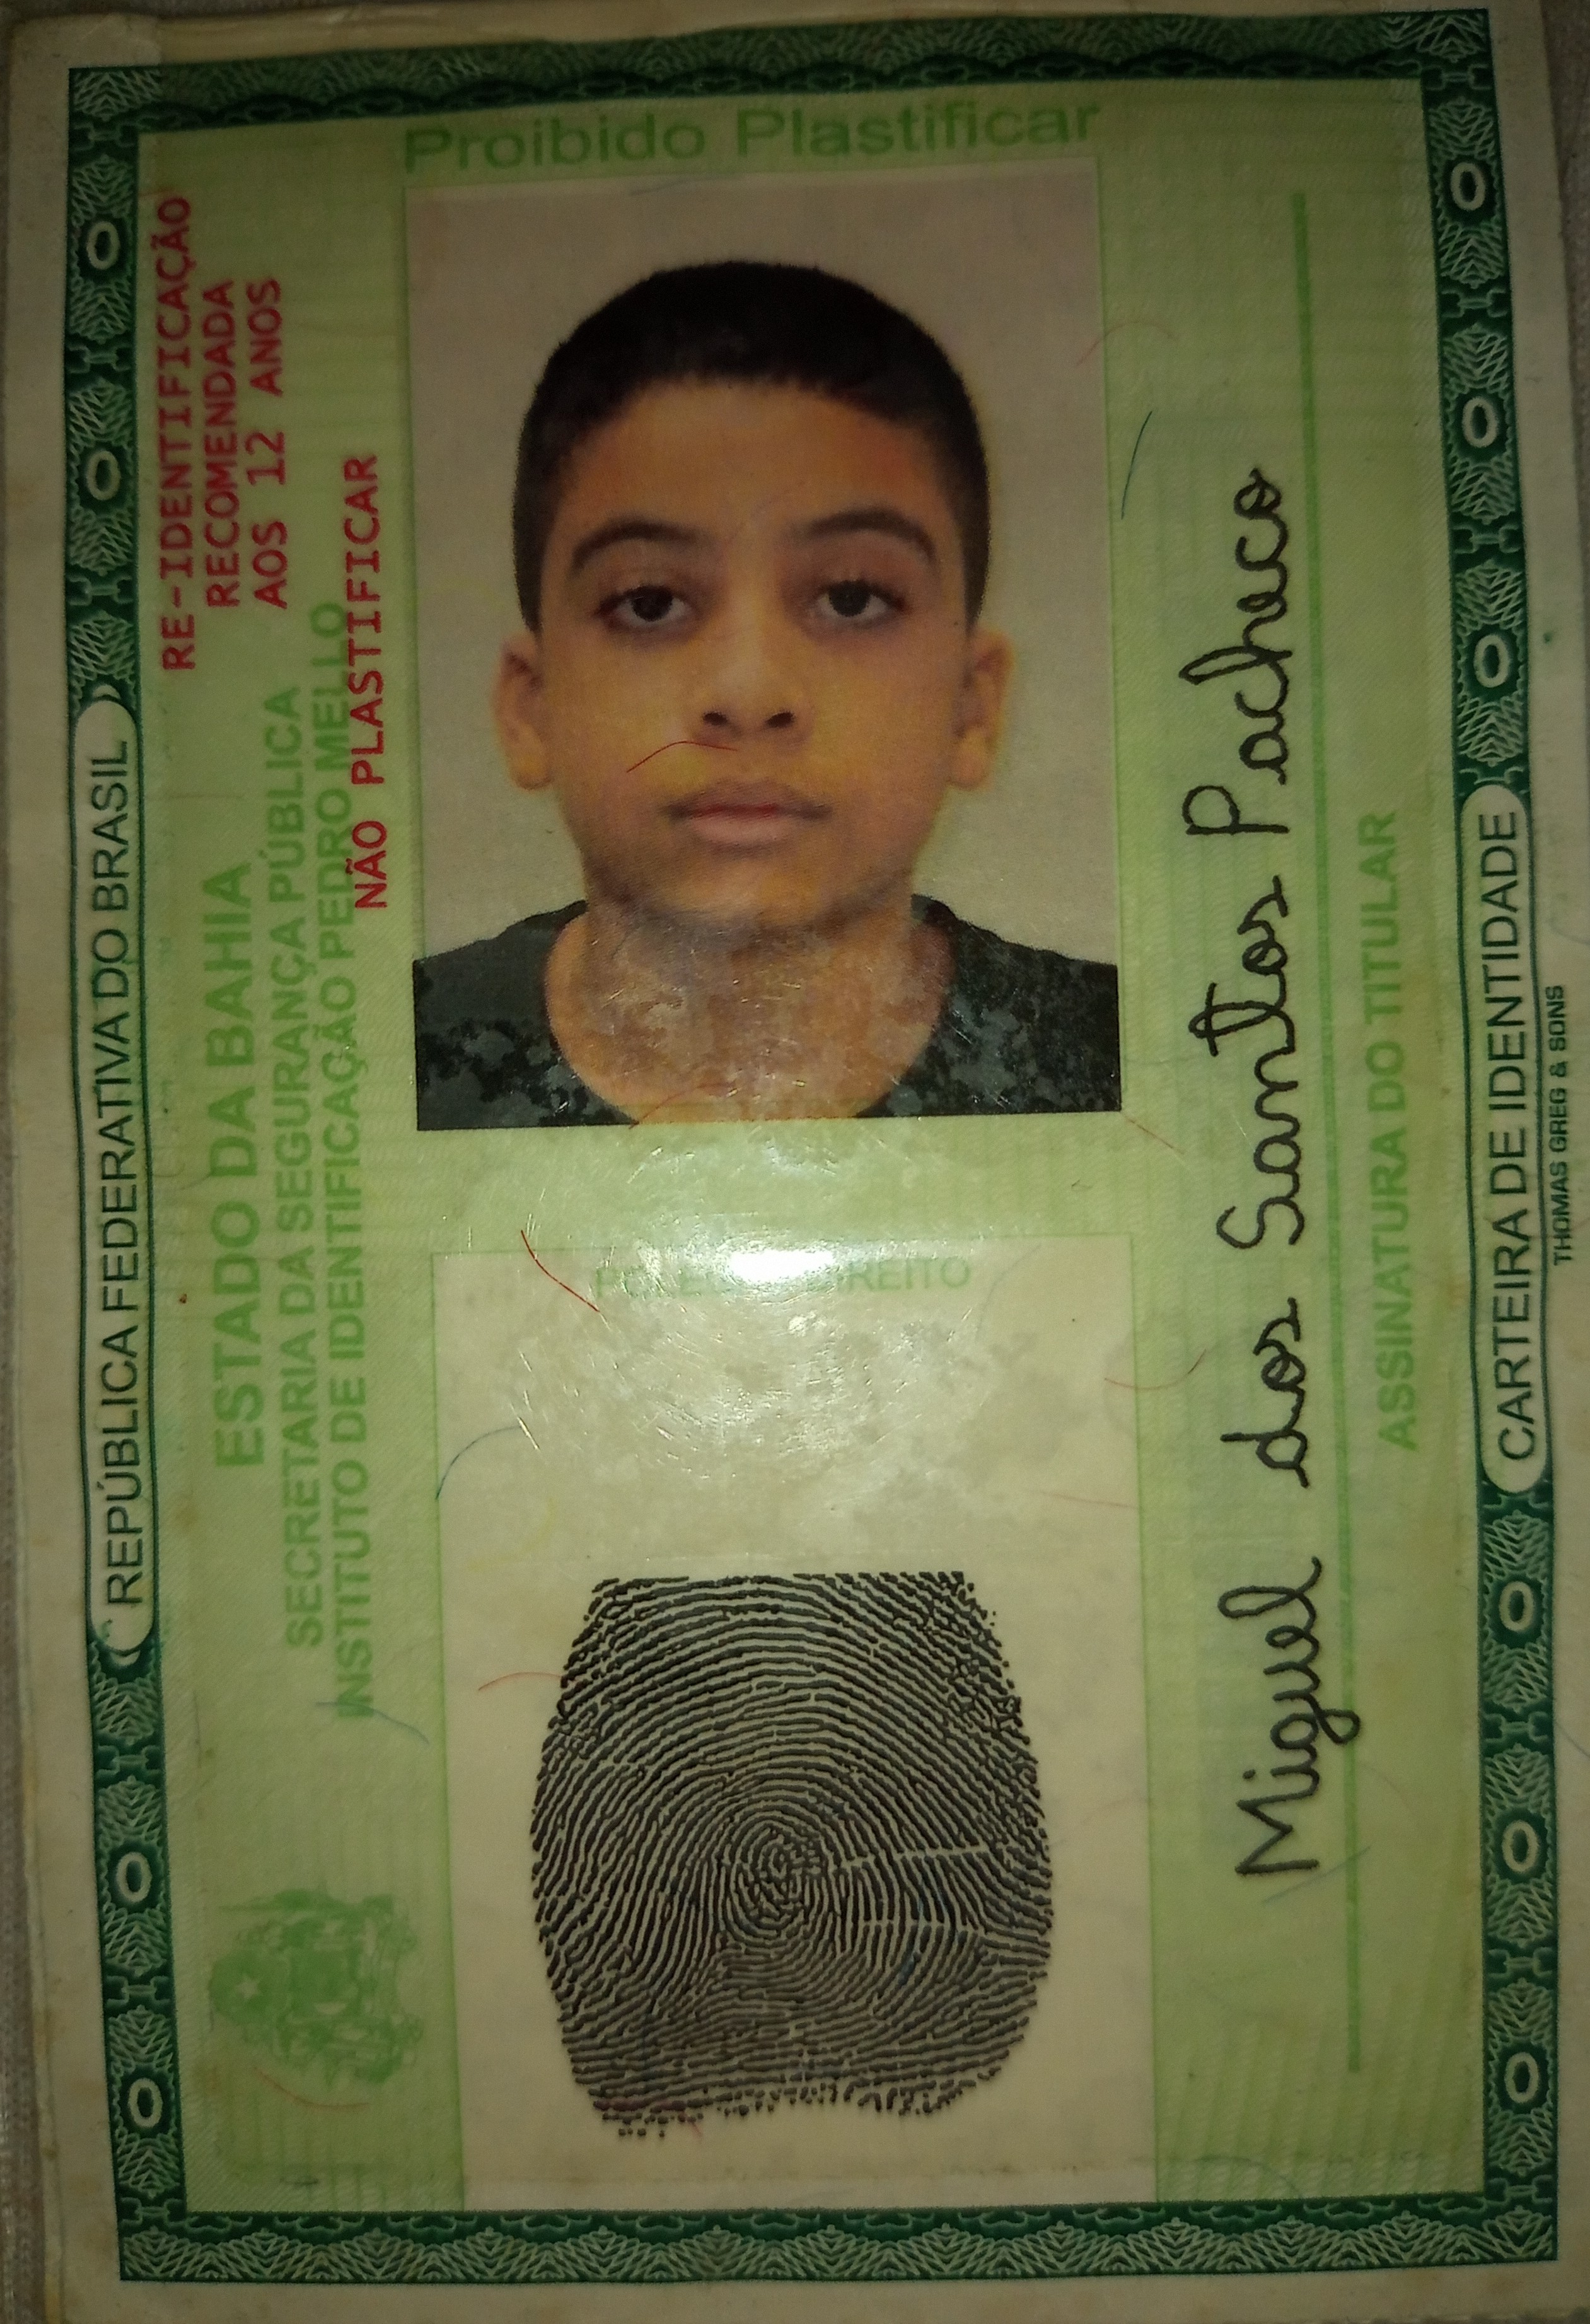 Proibido Plastificar
REPÚBLICA FEDERATIVA DO BRASIL
RE-IDENTIFICAÇÃO
RECOMENDADA
AOS 12 ANOS
ESTADO DA BAHIA
SECRETARIA DA SEGURANÇA PÚBLICA
INSTITUTO DE IDENTIFICAÇÃO PEDRO MELLO
NÃO PLASTIFICAR
DIREITO
Miguel dos Santos Pacheco
ASSINATURA DO TITULAR
CARTEIRA DE IDENTIDADE
THOMAS GREG & SONS